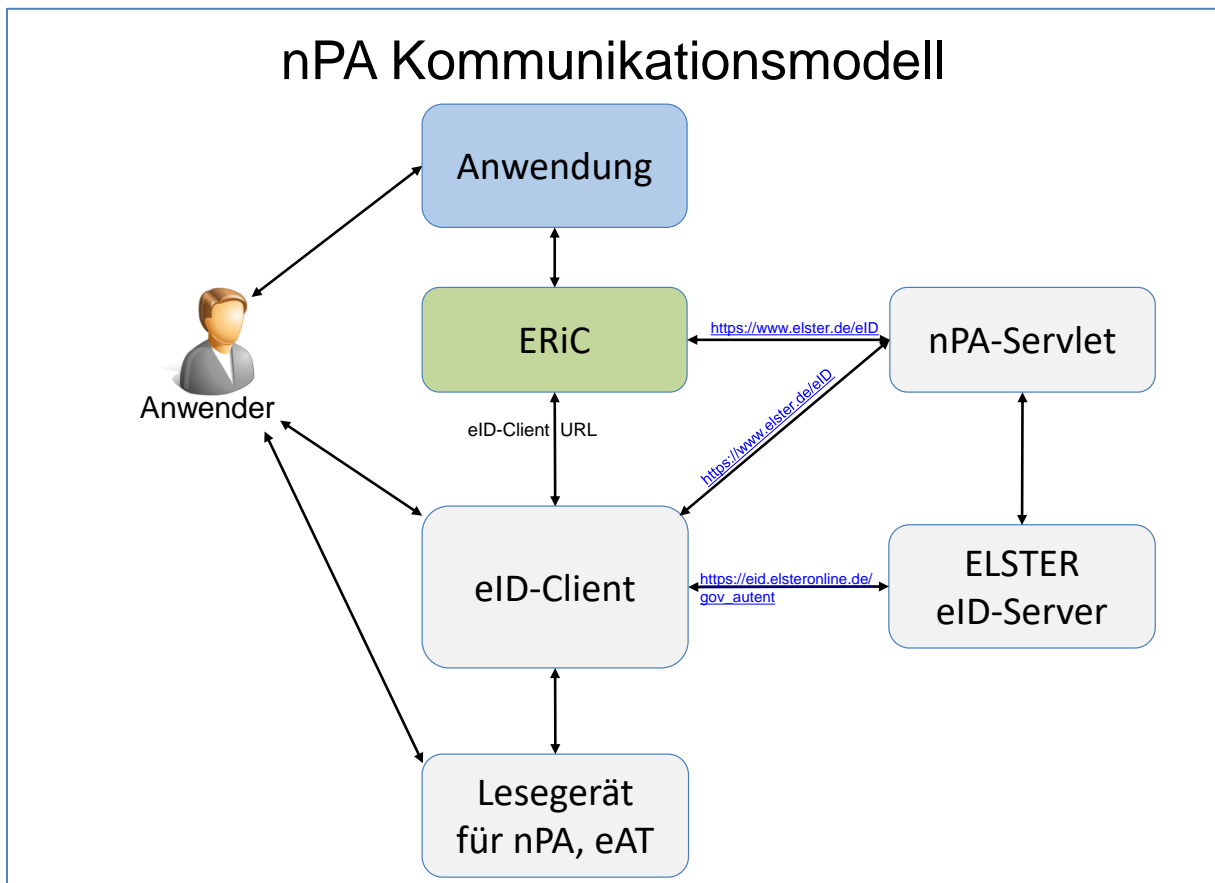 nPA Kommunikationsmodell
Anwendung
ERiC
https://www.elster.de/eID
nPA-Servlet
Anwender
eID-Client URL
https://www.elster.de/eID
eID-Client
https://eid.elsteronline.de/
gov_autent
ELSTER
eID-Server
Lesegerät
für nPA, eAT